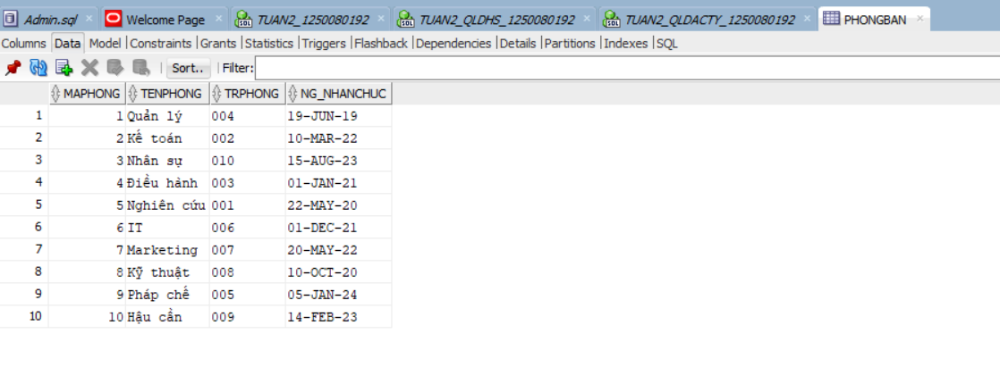 Admin.sql Welcome Page TUAN2_1250080192 TUAN2_QLDHS_1250080192 TUAN2_QLDACTY_1250080192 PHONGBAN
Columns Data Model Constraints Grants Statistics Triggers Flashback Dependencies Details Partitions Indexes SQL
Sort.. Filter:
MAPHONG TENPHONG TRPHONG NG_NHANCHUC
1 1 Quản lý 004 19-JUN-19
2 2 Kế toán 002 10-MAR-22
3 3 Nhân sự 010 15-AUG-23
4 4 Điều hành 003 01-JAN-21
5 5 Nghiên cứu 001 22-MAY-20
6 6 IT 006 01-DEC-21
7 7 Marketing 007 20-MAY-22
8 8 Kỹ thuật 008 10-OCT-20
9 9 Pháp chế 005 05-JAN-24
10 10 Hậu cần 009 14-FEB-23